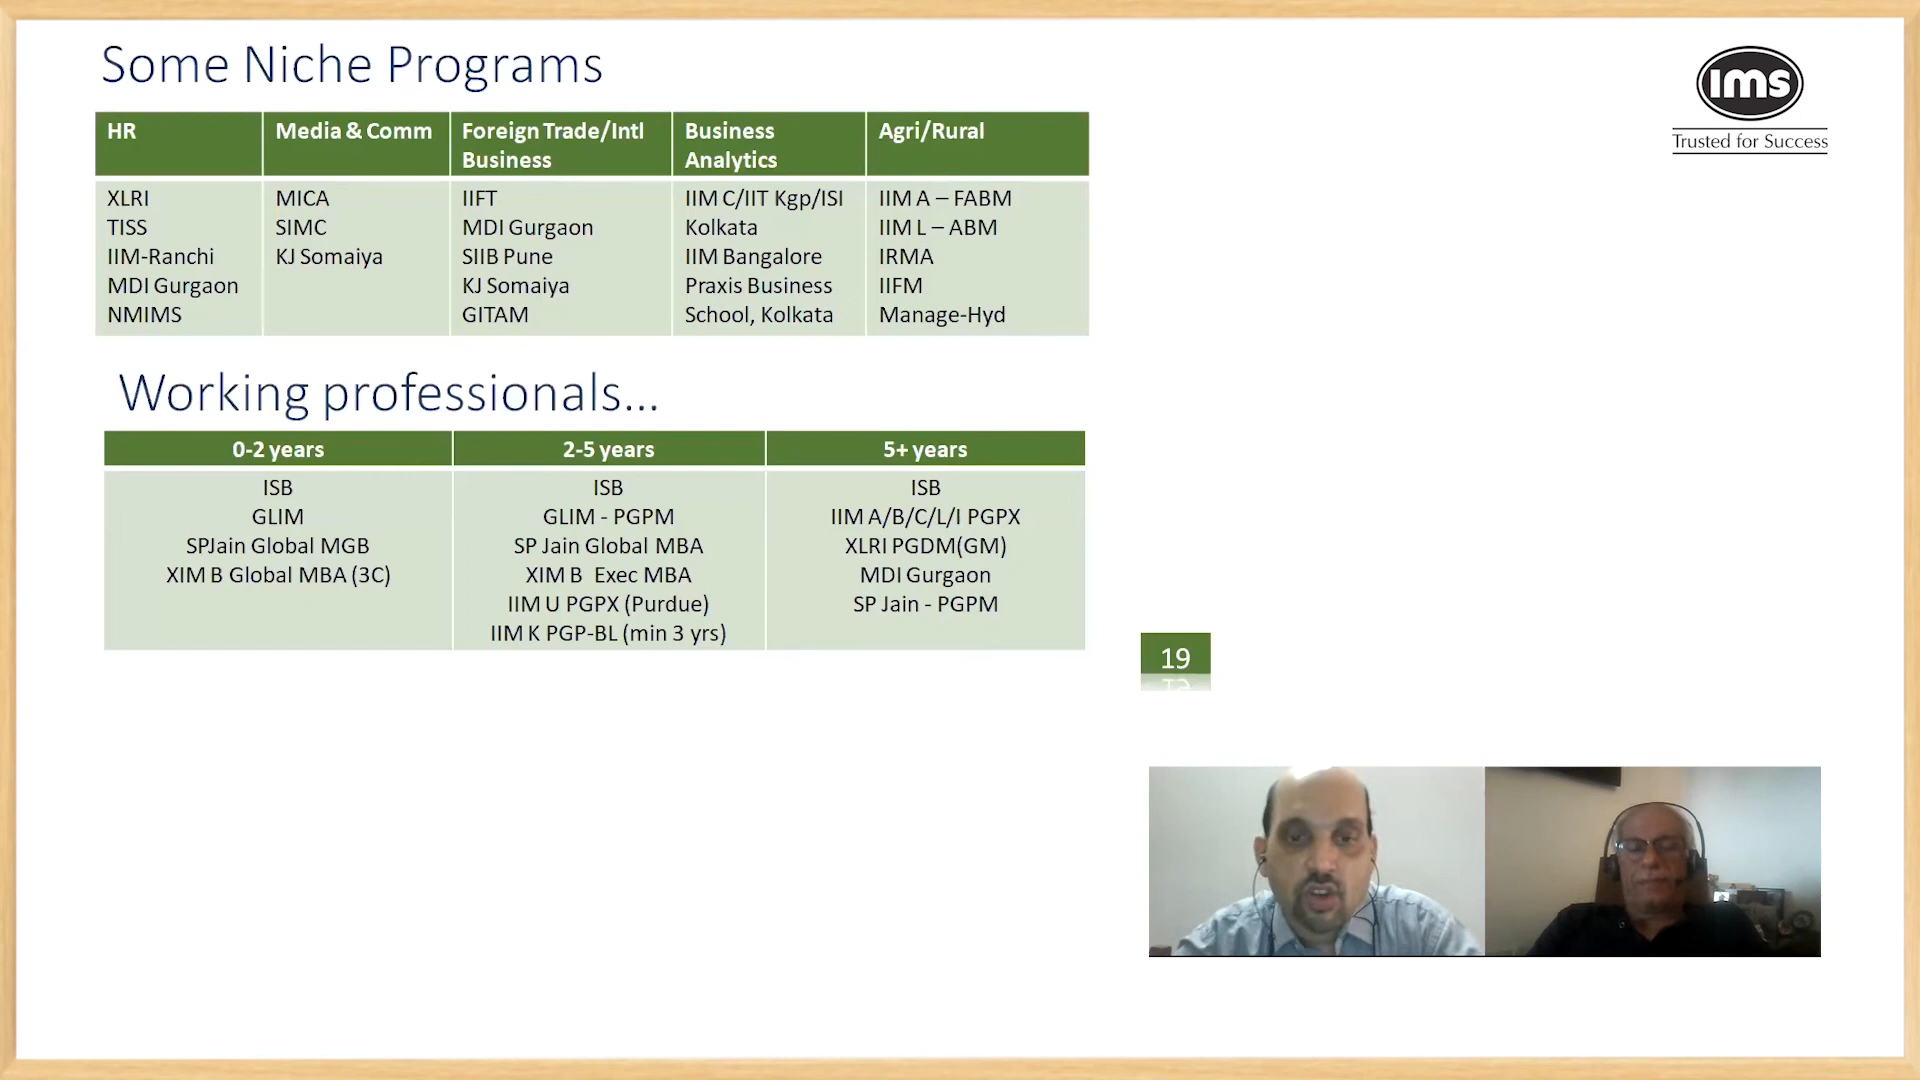 Some Niche Programs
ims
Trusted for Success
HR
Media & Comm
Foreign Trade/Intl
Business
Business
Analytics
Agri/Rural
XLRI
TISS
IIM-Ranchi
MDI Gurgaon
NMIMS
MICA
SIMC
KJ Somaiya
IIFT
MDI Gurgaon
SIIB Pune
KJ Somaiya
GITAM
IIM C/IIT Kgp/ISI
Kolkata
IIM Bangalore
Praxis Business
School, Kolkata
IIM A – FABM
IIM L – ABM
IRMA
IIFM
Manage-Hyd
Working professionals...
0-2 years
2-5 years
5+ years
ISB
GLIM
SPJain Global MGB
XIM B Global MBA (3C)
ISB
GLIM - PGPM
SP Jain Global MBA
XIM B  Exec MBA
IIM U PGPX (Purdue)
IIM K PGP-BL (min 3 yrs)
ISB
IIM A/B/C/L/I PGPX
XLRI PGDM(GM)
MDI Gurgaon
SP Jain - PGPM
19